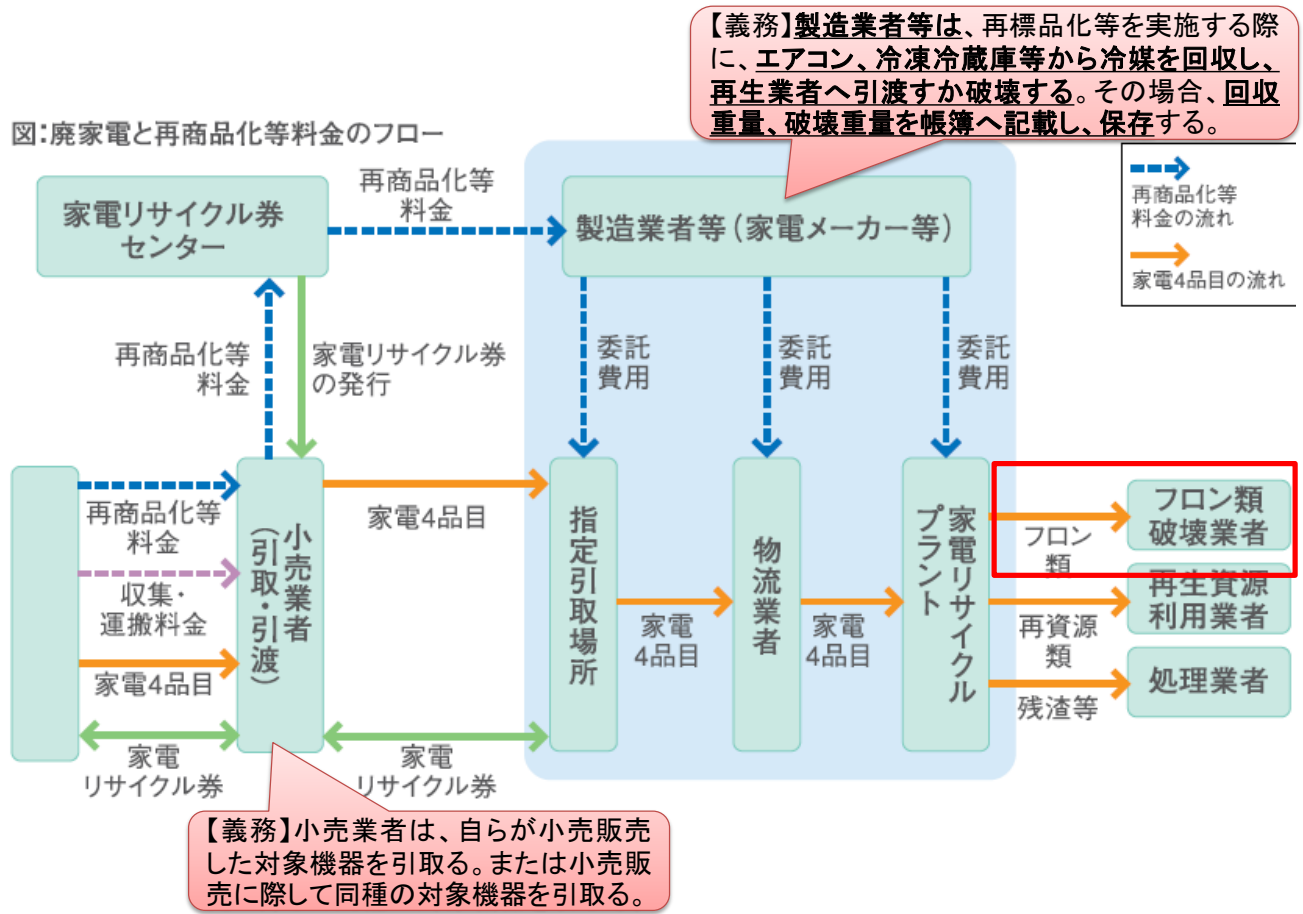 【義務】製造業者等は、再標品化等を実施する際
に、エアコン、冷凍冷蔵庫等から冷媒を回収し、
再生業者へ引渡すか破壊する。その場合、回収
重量、破壊重量を帳簿へ記載し、保存する。
図:廃家電と再商品化等料金のフロー
家電リサイクル券
センター
再商品化等
料金
製造業者等(家電メーカー等)
再商品化等
料金の流れ
家電4品目の流れ
再商品化等
料金
家電リサイクル券
の発行
委託
費用
委託
費用
委託
費用
再商品化等
料金
収集・
運搬料金
家電4品目
家電
リサイクル券
小売業者
(引取・引渡)
家電4品目
家電
リサイクル券
指定引取場所
家電
4品目
物流業者
家電
4品目
家電リサイクル
プラント
フロン
類
フロン類
破壊業者
再資源
類
再生資源
利用業者
残渣等
処理業者
【義務】小売業者は、自らが小売販売
した対象機器を引取る。または小売販
売に際して同種の対象機器を引取る。